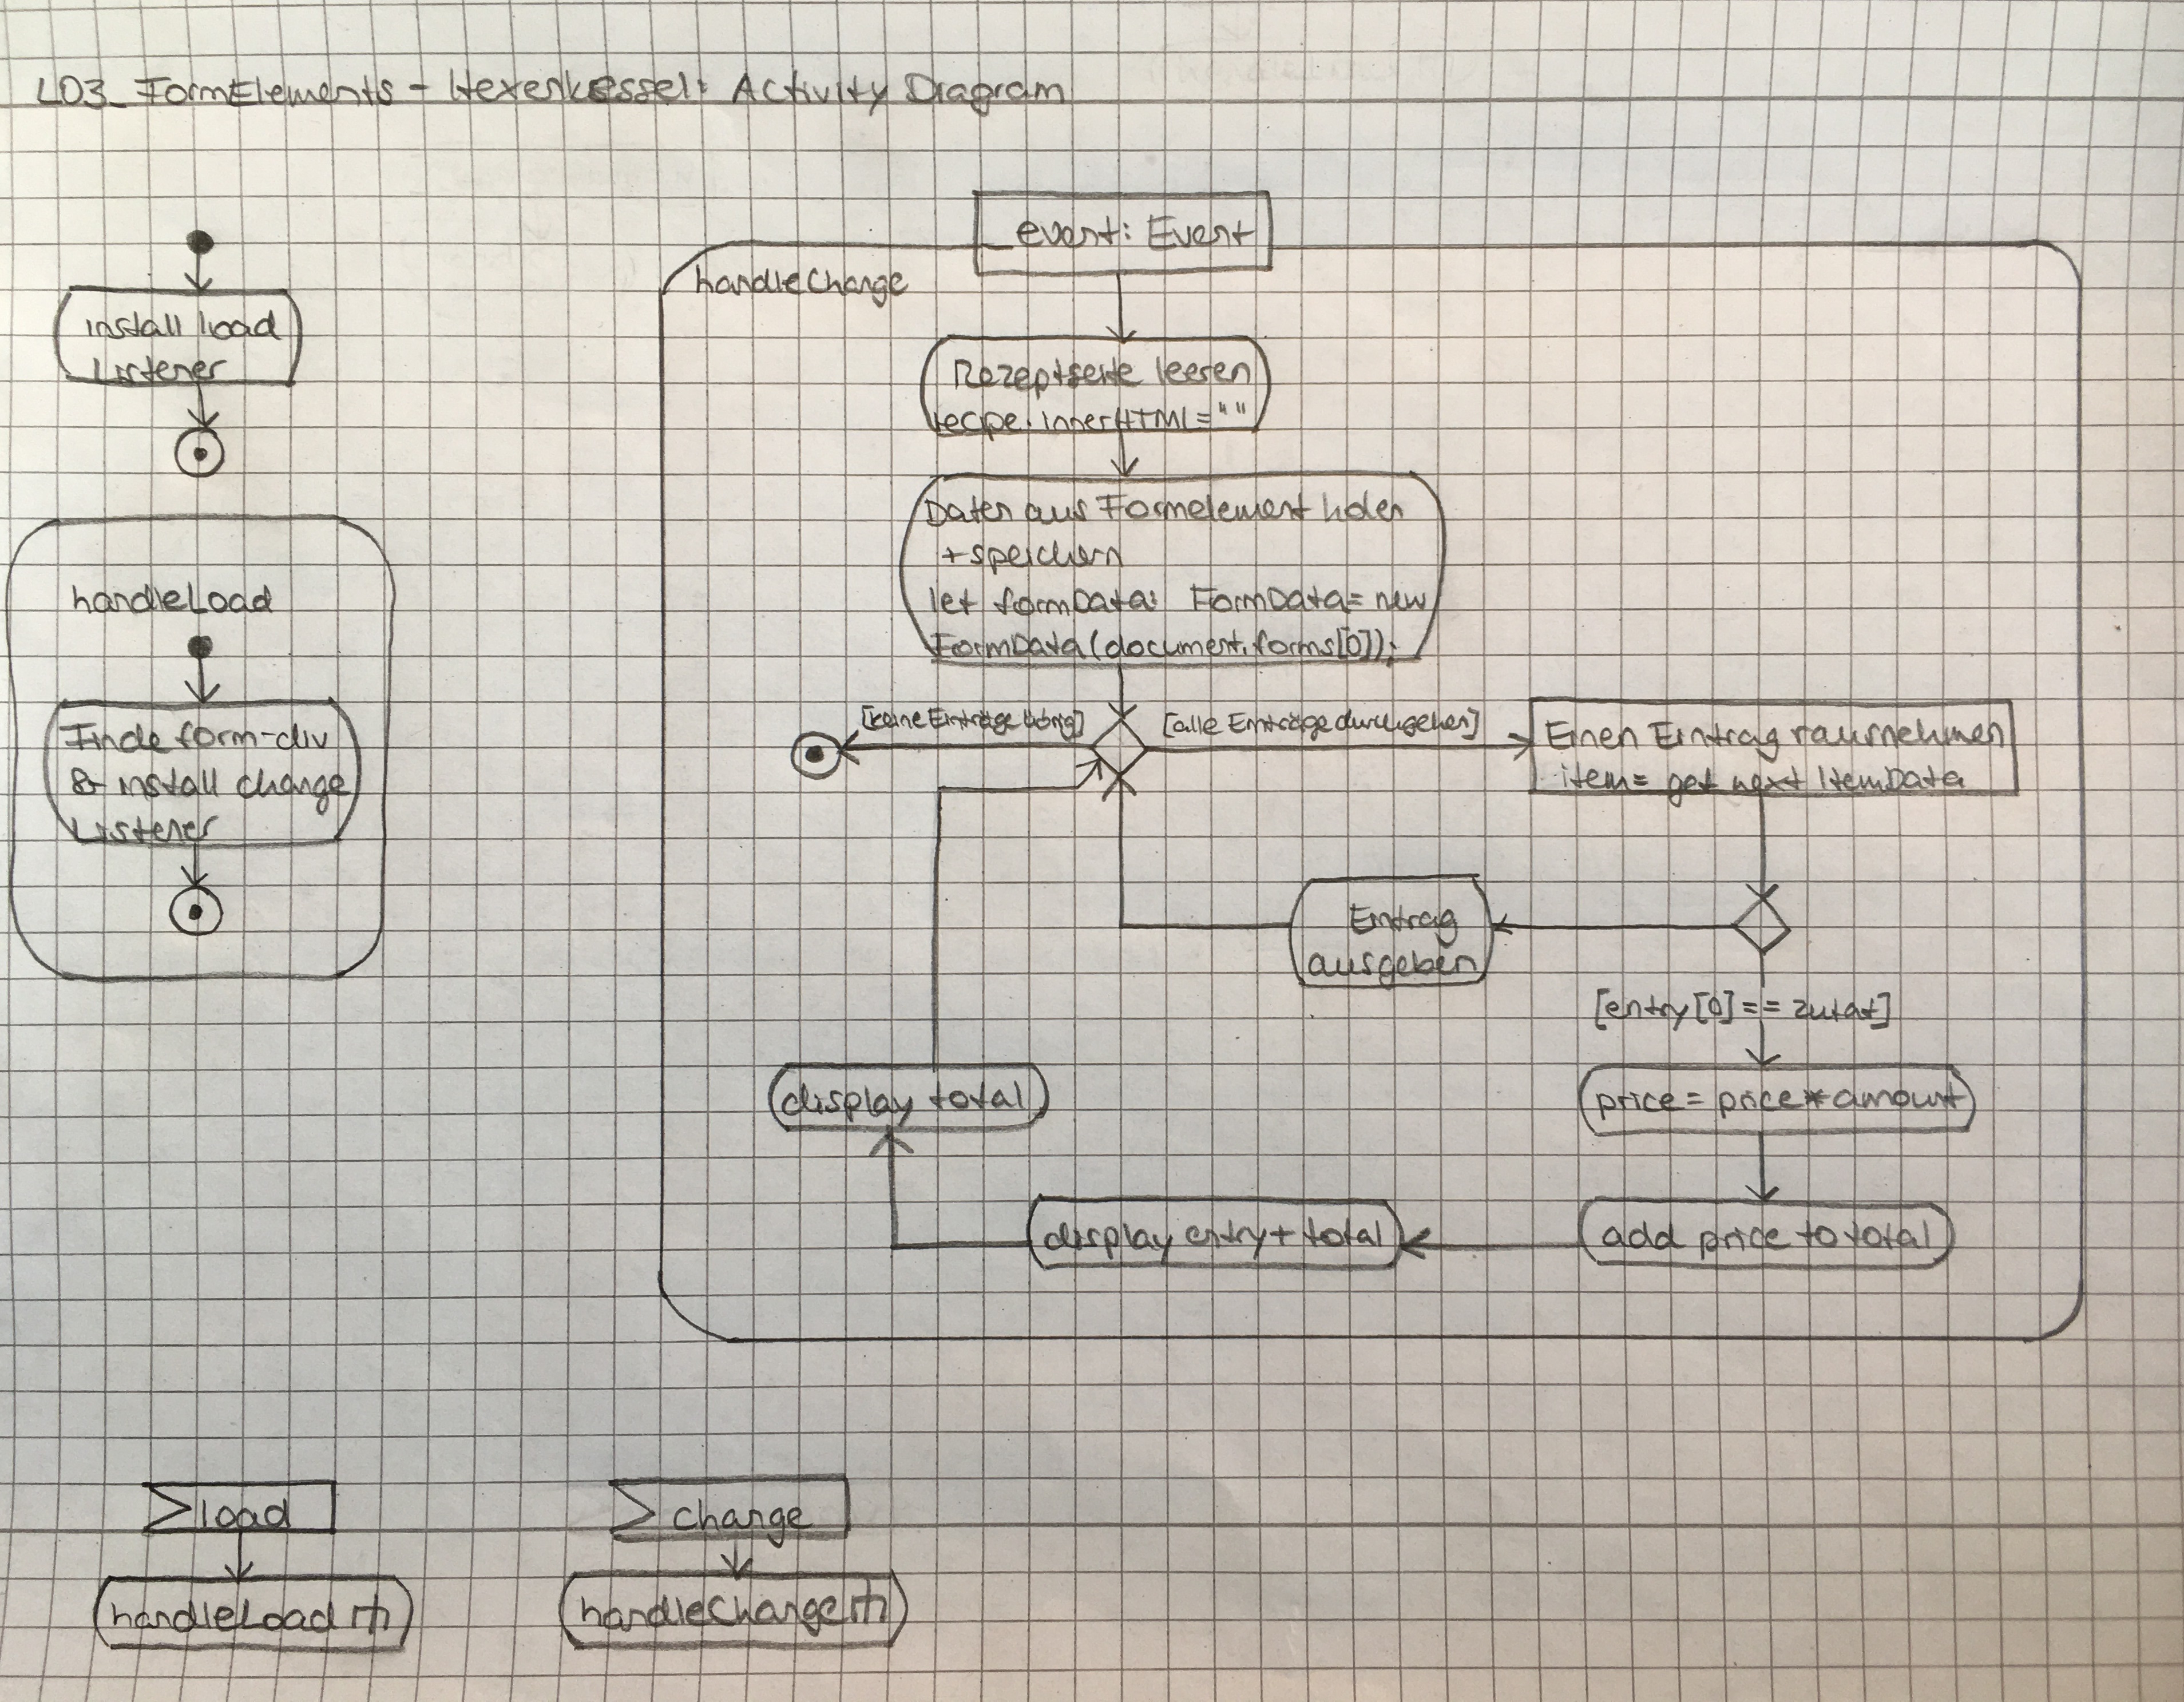 L03_FormElements - Hexenkessel: Activity Diagram
install load
Listener
handleLoad
Finde form-div
& install change
Listener
_event: Event
handleChange
Rezeptseite leeren
recipe.innerHTML=""
Daten aus Formelement holen
+speichern
let formData: FormData= new
FormData(document.forms[0]);
[keine Einträge übrig]
[alle Einträge durchgehen]
Einen Eintrag rausnehmen
item= get next ItemData
Eintrag
ausgeben
[entry[0]== zutat]
display total
price= price*amount
display entry+total
add price to total
load
change
handleLoad
handleChange